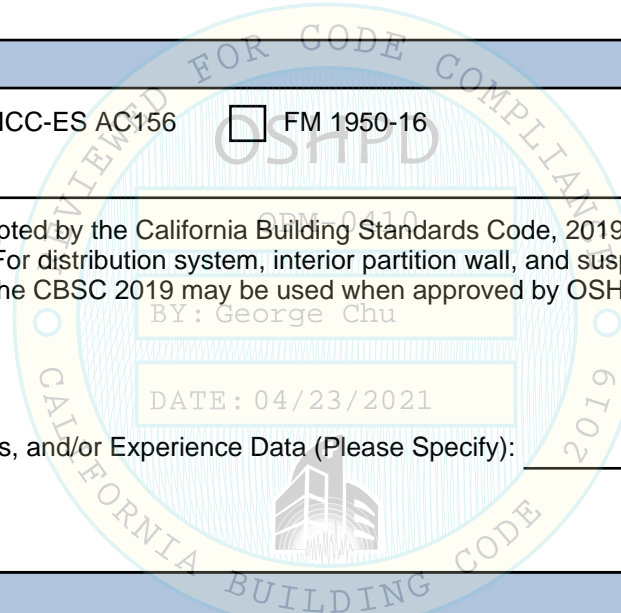 REVIEWED FOR CODE COMPLIANCE
ICC-ES AC156 FM 1950-16
OSHPD
OPM-0410
pted by the California Building Standards Code, 2019
For distribution system, interior partition wall, and susp
he CBSC 2019 may be used when approved by OSH
BY: George Chu
DATE: 04/23/2021
s, and/or Experience Data (Please Specify):
CALIFORNIA BUILDING CODE 2019